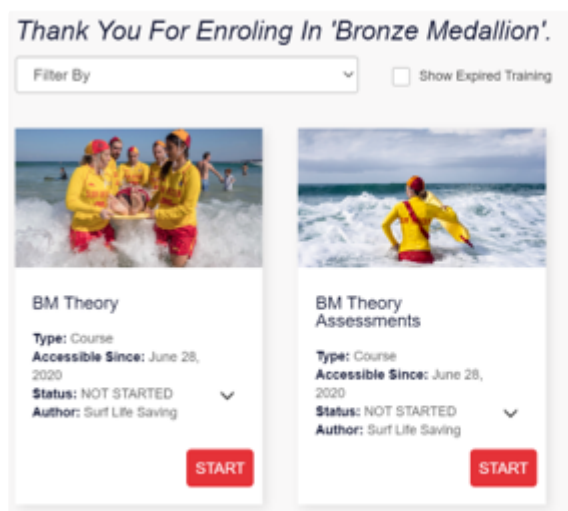 Thank You For Enroling In 'Bronze Medallion'.
Filter By
Show Expired Training
BM Theory
Type: Course
Accessible Since: June 28,
2020
Status: NOT STARTED
Author: Surf Life Saving
START
BM Theory
Assessments
Type: Course
Accessible Since: June 28,
2020
Status: NOT STARTED
Author: Surf Life Saving
START